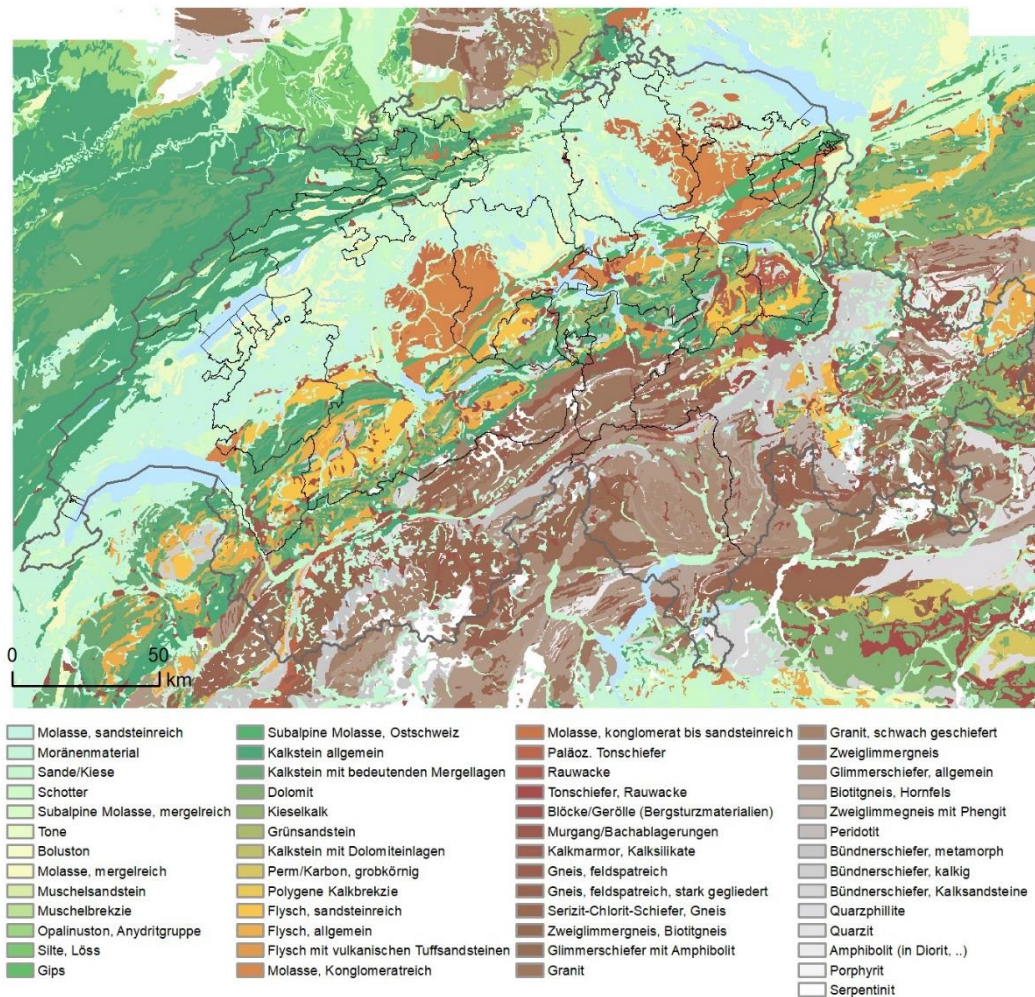 0
50
km
Molasse, sandsteinreich
Moränenmaterial
Sande/Kiese
Schotter
Subalpine Molasse, mergelreich
Tone
Boluston
Molasse, mergelreich
Muschelsandstein
Muschelbrekzie
Opalinuston, Anydritgruppe
Silte, Löss
Gips
Subalpine Molasse, Ostschweiz
Kalkstein allgemein
Kalkstein mit bedeutenden Mergellagen
Dolomit
Kieselkalk
Grünsandstein
Kalkstein mit Dolomiteinlagen
Perm/Karbon, grobkörnig
Polygene Kalkbrekzie
Flysch, sandsteinreich
Flysch, allgemein
Flysch mit vulkanischen Tuffsandsteinen
Molasse, Konglomeratreich
Molasse, konglomerat bis sandsteinreich
Paläoz. Tonschiefer
Rauwacke
Tonschiefer, Rauwacke
Blöcke/Gerölle (Bergsturzmaterialien)
Murgang/Bachablagerungen
Kalkmarmor, Kalksilikate
Gneis, feldspatreich
Gneis, feldspatreich, stark gegliedert
Serizit-Chlorit-Schiefer, Gneis
Zweiglimmergneis, Biotitgneis
Glimmerschiefer mit Amphibolit
Granit
Granit, schwach geschiefert
Zweiglimmergneis
Glimmerschiefer, allgemein
Biotitgneis, Hornfels
Zweiglimmegneis mit Phengit
Peridotit
Bündnerschiefer, metamorph
Bündnerschiefer, kalkig
Bündnerschiefer, Kalksandsteine
Quarzphillite
Quarzit
Amphibolit (in Diorit, ..)
Porphyrit
Serpentinit